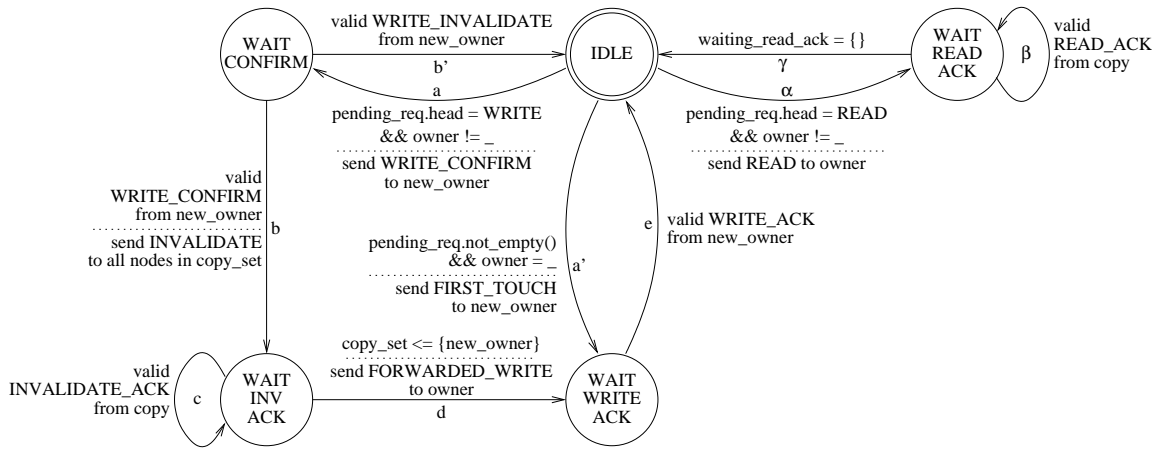 WAIT
CONFIRM
valid WRITE_INVALIDATE
from new_owner
b'
a
pending_req.head = WRITE
&& owner != _
send WRITE_CONFIRM
to new_owner
IDLE
waiting_read_ack = {}
γ
α
pending_req.head = READ
&& owner != _
send READ to owner
WAIT
READ
ACK
β
valid
READ_ACK
from copy
valid
WRITE_CONFIRM
from new_owner
send INVALIDATE
to all nodes in copy_set
b
pending_req.not_empty()
&& owner = _
send FIRST_TOUCH
to new_owner
a'
e
valid WRITE_ACK
from new_owner
valid
INVALIDATE_ACK
from copy
c
WAIT
INV
ACK
copy_set <= {new_owner}
send FORWARDED_WRITE
to owner
d
WAIT
WRITE
ACK